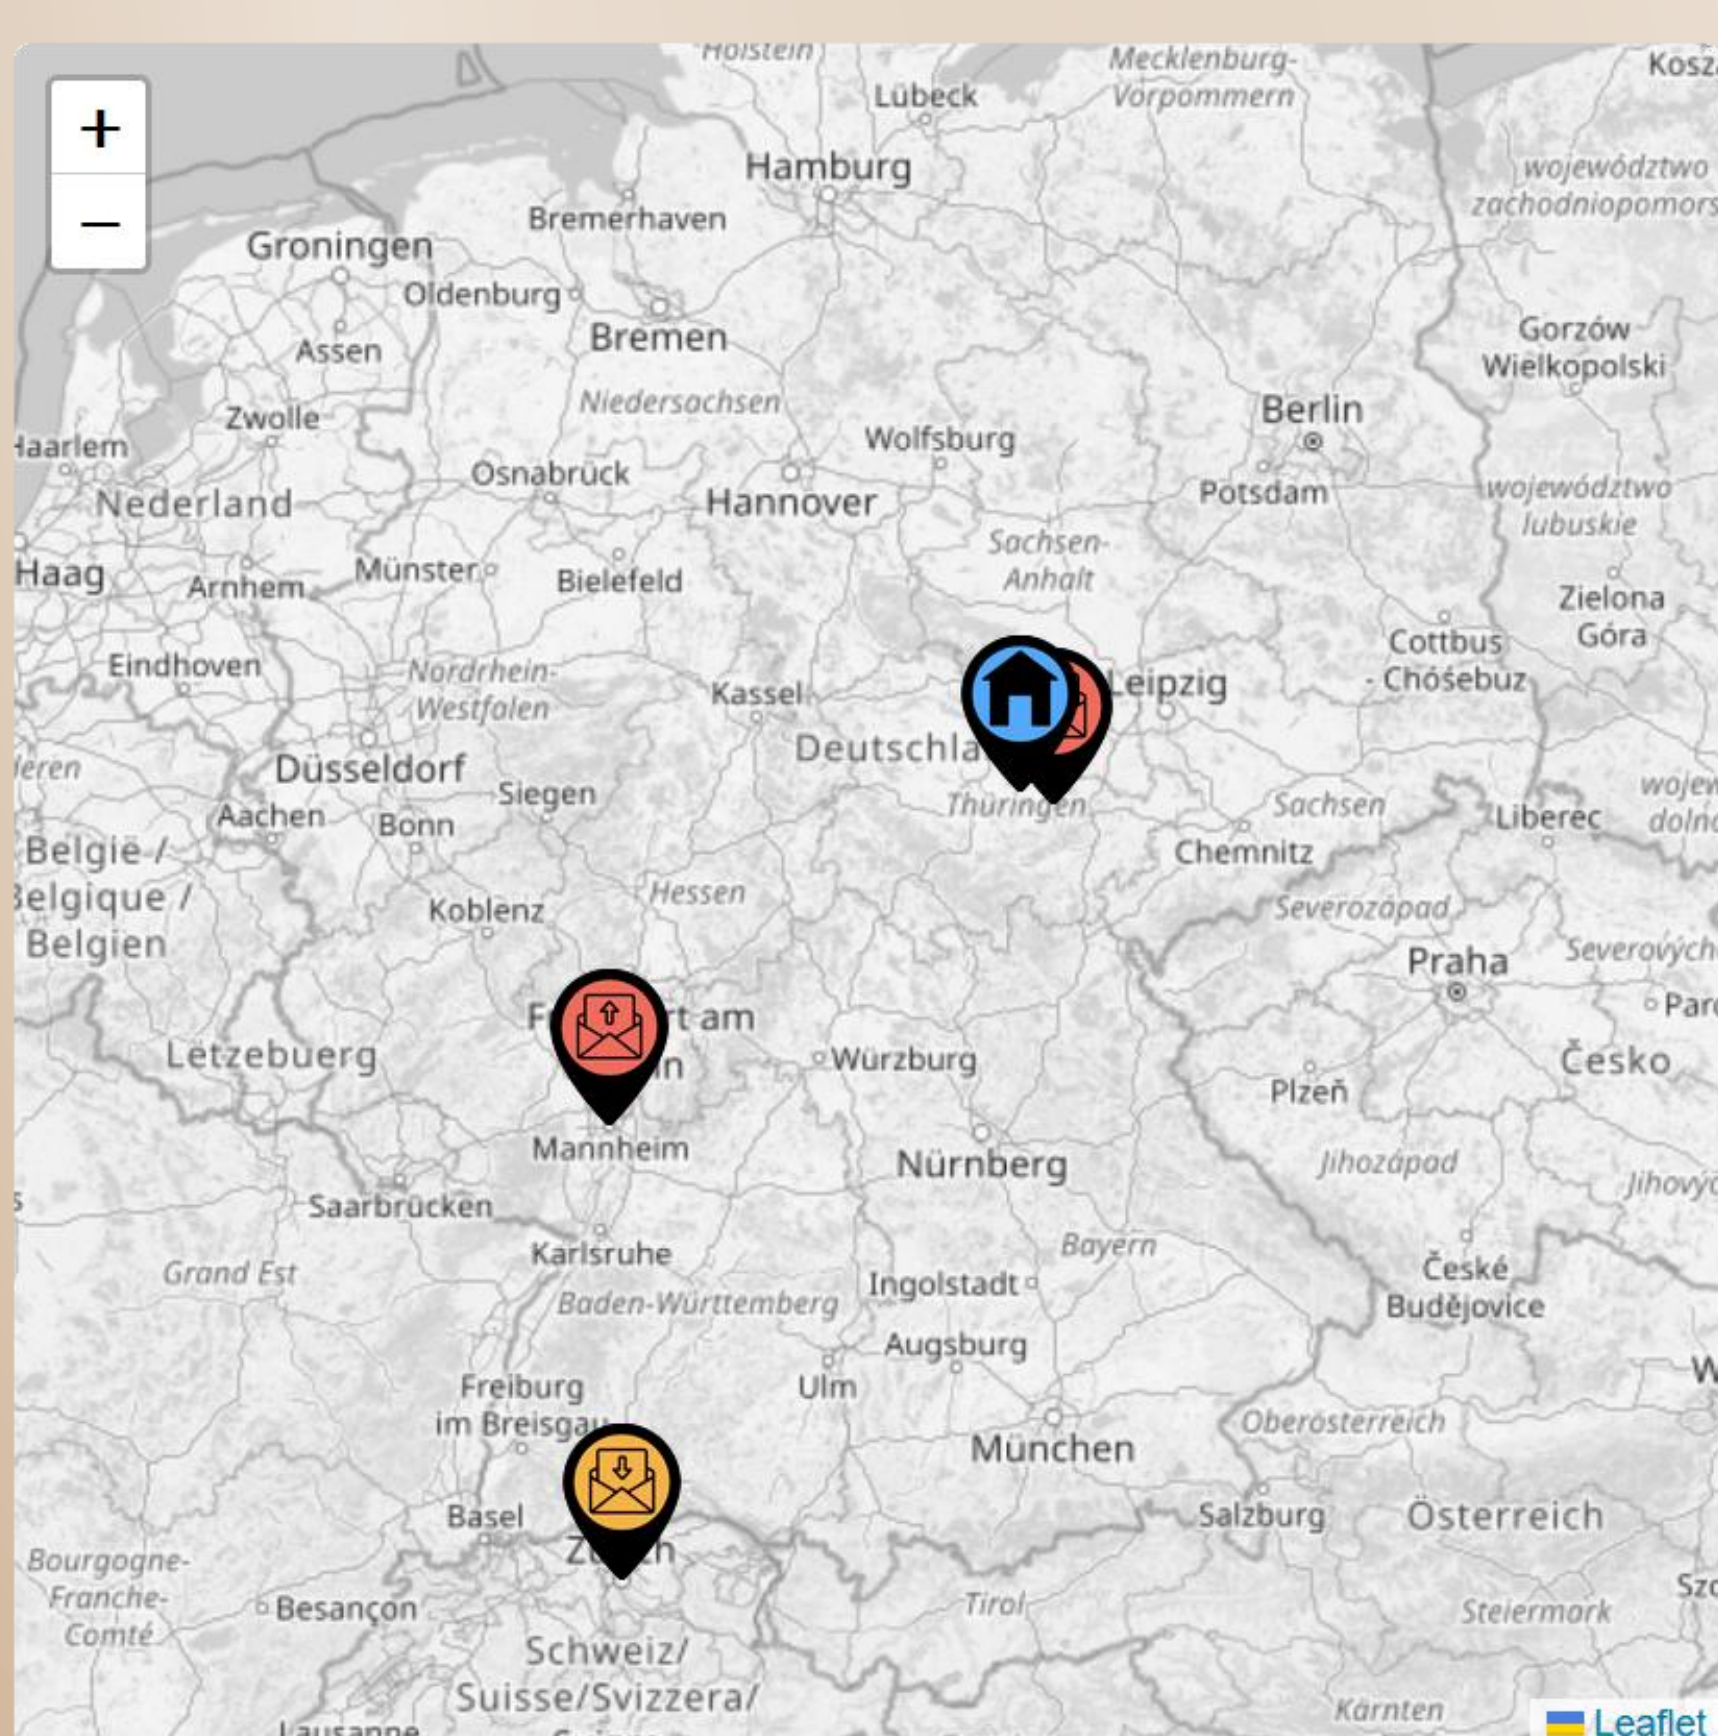 Holstein
Mecklenburg-
Vorpommern
Lübeck
Hamburg
województwo
Bremerhaven
Groningen
Oldenburg
Bremen
Assen
Gorzów
Wielkopolski
Niedersachsen
Zwolle
Berlin
Haarlem
Wolfsburg
Osnabrück
Nederland
Hannover
Potsdam
województwo
lubuskie
Sachsen-
Anhalt
Haag
Arnhem
Münster
Bielefeld
Zielona
Góra
Cottbus
- Chóśebuz
Eindhoven
Nordrhein-
Westfalen
Kassel
Leipzig
Düsseldorf
Siegen
Thüringen
Sachsen
Aachen
Bonn
Liberec
Chemnitz
België /
Belgique /
Belgien
Hessen
Koblenz
Severozápad
Praha
am
Letzebuerg
Würzburg
Česko
Plzeň
Mannheim
Nürnberg
Jihozápad
Saarbrücken
Karlsruhe
Bayern
Grand Est
České
Budějovice
Ingolstadt
Baden-Württemberg
Augsburg
Freiburg
im Breisgau
Ulm
Oberösterreich
München
Basel
Salzburg
Österreich
Bourgogne-
Franche-
Comté
Besançon
Tirol
Steiermark
Schweiz/
Suisse/Svizzera/
Kärnten
Lausanne
Leaflet